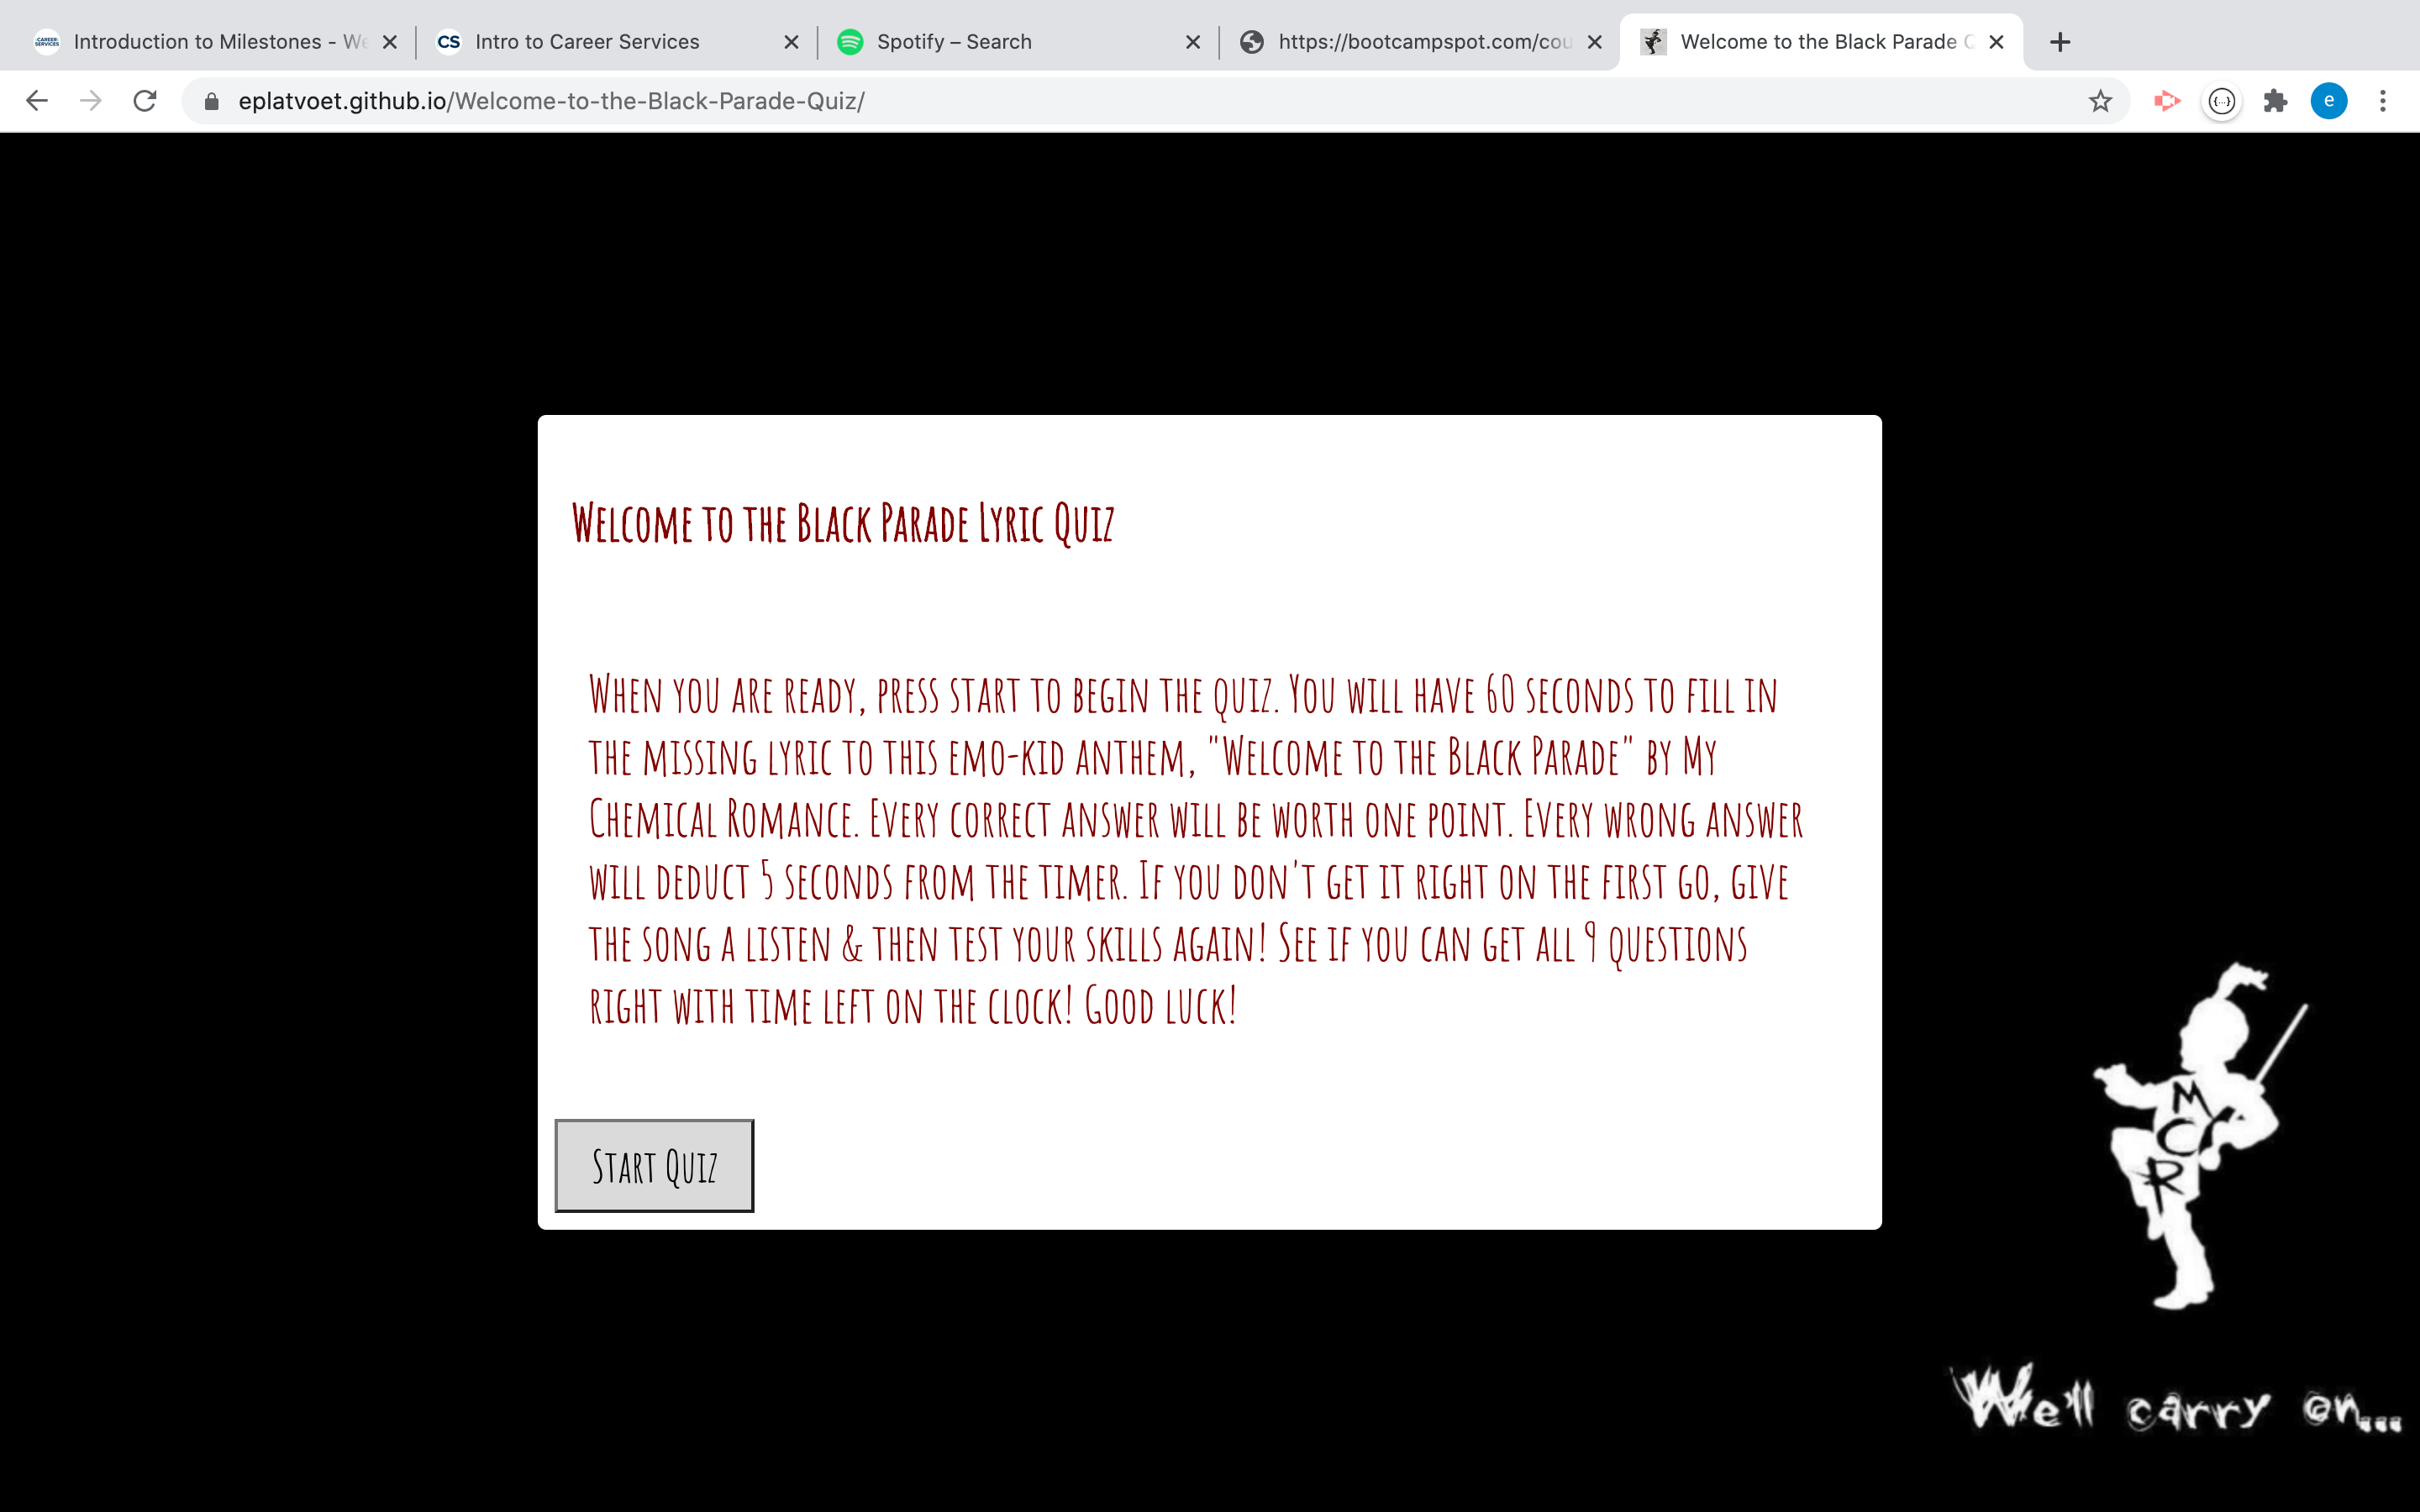 Introduction to Milestones - We
CS Intro to Career Services
Spotify – Search
https://bootcampspot.com/cou
Welcome to the Black Parade Q
eplatvoet.github.io/Welcome-to-the-Black-Parade-Quiz/
{...}
e
Welcome to the Black Parade Lyric Quiz
When you are ready, press start to begin the quiz. You will have 60 seconds to fill in
the missing lyric to this emo-kid anthem, "Welcome to the Black Parade" by My
Chemical Romance. Every correct answer will be worth one point. Every wrong answer
will deduct 5 seconds from the timer. If you don't get it right on the first go, give
the song a listen & then test your skills again! See if you can get all 9 questions
right with time left on the clock! Good luck!
Start Quiz
MCR
We'll carry on...